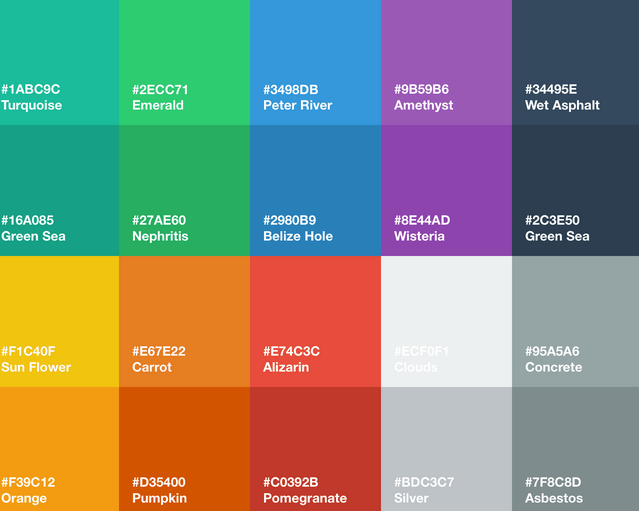 #1ABC9C
Turquoise
#2ECC71
Emerald
#3498DB
Peter River
#9B59B6
Amethyst
#34495E
Wet Asphalt
#16A085
Green Sea
#27AE60
Nephritis
#2980B9
Belize Hole
#8E44AD
Wisteria
#2C3E50
Green Sea
#F1C40F
Sun Flower
#E67E22
Carrot
#E74C3C
Alizarin
#ECF0F1
Clouds
#95A5A6
Concrete
#F39C12
Orange
#D35400
Pumpkin
#C0392B
Pomegranate
#BDC3C7
Silver
#7F8C8D
Asbestos